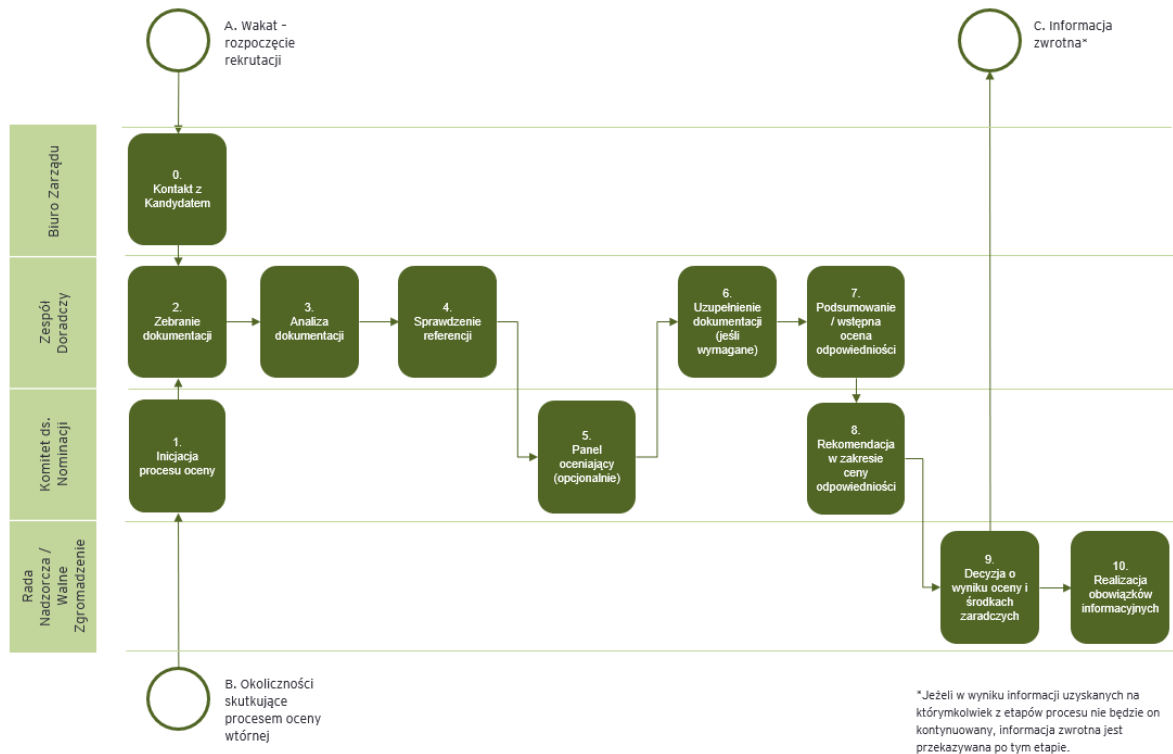 A. Wakat –
rozpoczęcie
rekrutacji
C. Informacja
zwrotna*
Biuro Zarządu
0.
Kontakt z
Kandydatem
Zespół
Doradczy
2.
Zebranie
dokumentacji
3.
Analiza
dokumentacji
4.
Sprawdzenie
referencji
6.
Uzupełnienie
dokumentacji
(jeśli
wymagane)
7.
Podsumowanie
/ wstępna
ocena
odpowiedniości
Komitet ds.
Nominacji
1.
Inicjacja
procesu oceny
5.
Panel
oceniający
(opcjonalnie)
8.
Rekomendacja
w zakresie
ceny
odpowiedniości
Rada
Nadzorcza /
Walne
Zgromadzenie
9.
Decyzja o
wyniku oceny i
środkach
zaradczych
10.
Realizacja
obowiązków
informacyjnych
B. Okoliczności
skutkujące
procesem oceny
wtórnej
*Jeżeli w wyniku informacji uzyskanych na
którymkolwiek z etapów procesu nie będzie on
kontynuowany, informacja zwrotna jest
przekazywana po tym etapie.